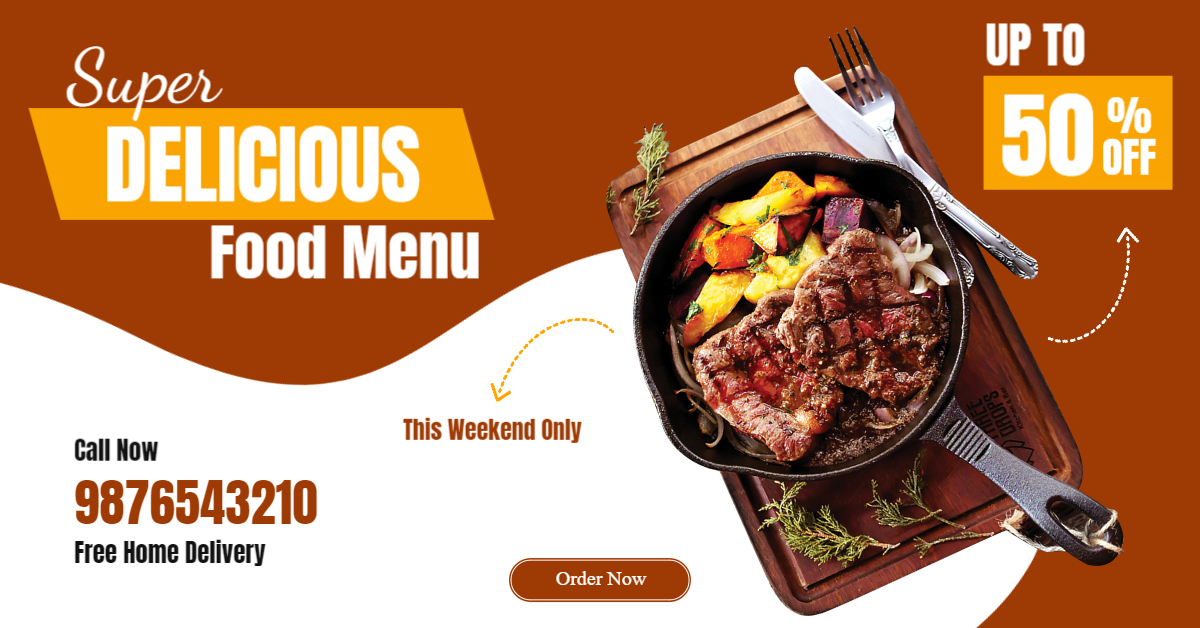 Super
DELICIOUS
Food Menu
UP TO
50 % OFF
This Weekend Only
Call Now
9876543210
Free Home Delivery
Order Now